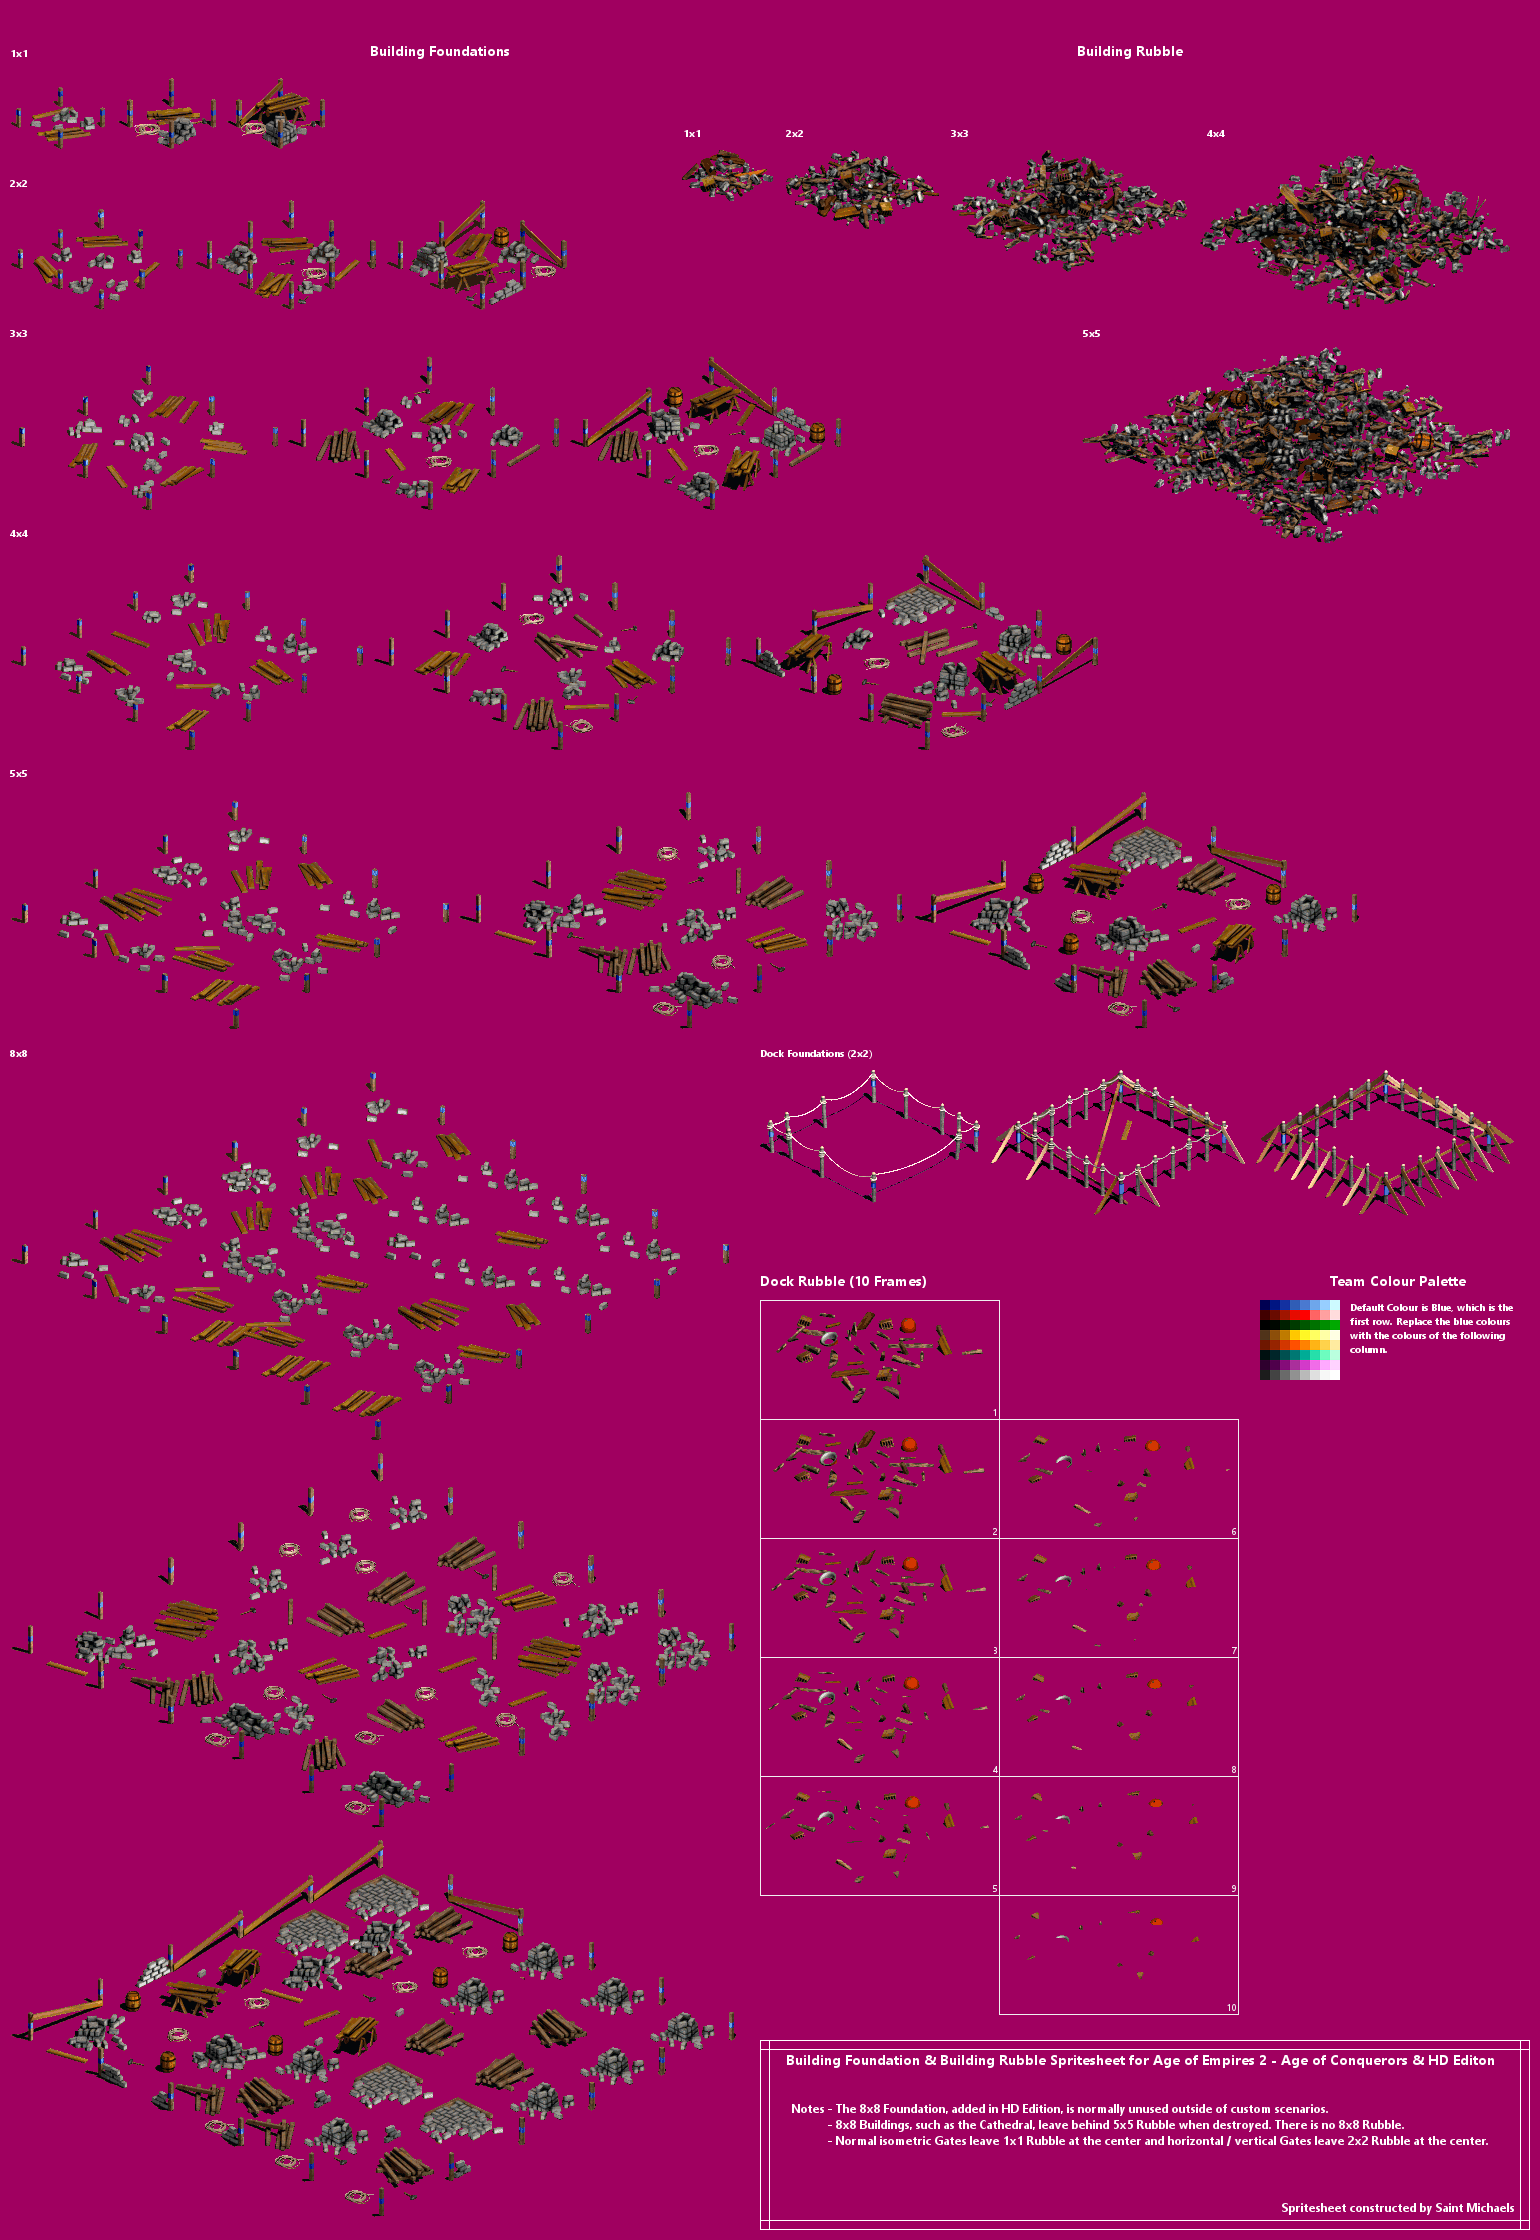 Building Foundations
Building Rubble
1x1
1x1
2x2
3x3
4x4
2x2
3x3
5x5
4x4
5x5
8x8
Dock Foundations (2x2)
Dock Rubble (10 Frames)
Team Colour Palette
Default Colour is Blue, which is the
first row. Replace the blue colours
with the colours of the following
column.
1
2
6
3
7
4
8
5
9
10
Building Foundation & Building Rubble Spritesheet for Age of Empires 2 - Age of Conquerors & HD Editon
Notes - The 8x8 Foundation, added in HD Edition, is normally unused outside of custom scenarios.
- 8x8 Buildings, such as the Cathedral, leave behind 5x5 Rubble when destroyed. There is no 8x8 Rubble.
- Normal isometric Gates leave 1x1 Rubble at the center and horizontal / vertical Gates leave 2x2 Rubble at the center.
Spritesheet constructed by Saint Michaels